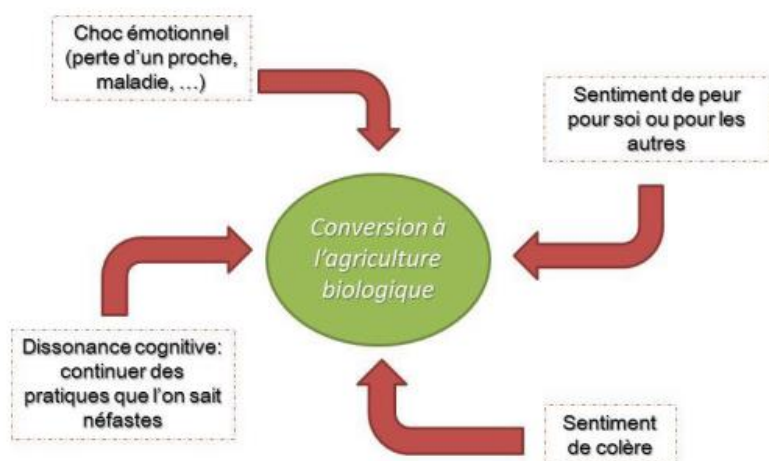 Choc émotionnel
(perte d'un proche,
maladie, ...)
Sentiment de peur
pour soi ou pour les
autres
Conversion à
l'agriculture
biologique
Dissonance cognitive:
continuer des
pratiques que l'on sait
néfastes
Sentiment
de colère